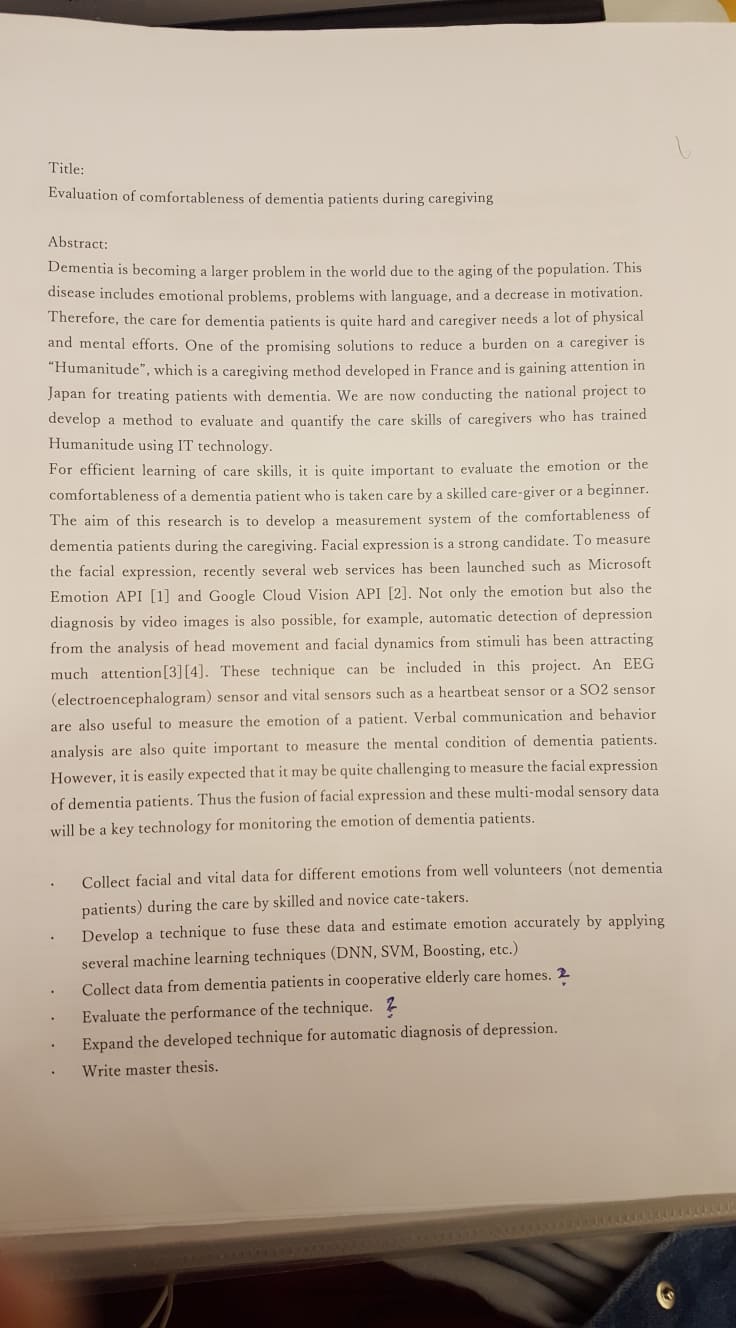 Title:
Evaluation of comfortableness of dementia patients during caregiving
Abstract:
Dementia is becoming a larger problem in the world due to the aging of the population. This
disease includes emotional problems, problems with language, and a decrease in motivation.
Therefore, the care for dementia patients is quite hard and caregiver needs a lot of physical
and mental efforts. One of the promising solutions to reduce a burden on a caregiver is
“Humanitude”, which is a caregiving method developed in France and is gaining attention in
Japan for treating patients with dementia. We are now conducting the national project to
develop a method to evaluate and quantify the care skills of caregivers who has trained
Humanitude using IT technology.
For efficient learning of care skills, it is quite important to evaluate the emotion or the
comfortableness of a dementia patient who is taken care by a skilled care-giver or a beginner.
The aim of this research is to develop a measurement system of the comfortableness of
dementia patients during the caregiving. Facial expression is a strong candidate. To measure
the facial expression, recently several web services has been launched such as Microsoft
Emotion API [1] and Google Cloud Vision API [2]. Not only the emotion but also the
diagnosis by video images is also possible, for example, automatic detection of depression
from the analysis of head movement and facial dynamics from stimuli has been attracting
much attention[3][4]. These technique can be included in this project. An EEG
(electroencephalogram) sensor and vital sensors such as a heartbeat sensor or a SO2 sensor
are also useful to measure the emotion of a patient. Verbal communication and behavior
analysis are also quite important to measure the mental condition of dementia patients.
However, it is easily expected that it may be quite challenging to measure the facial expression
of dementia patients. Thus the fusion of facial expression and these multi-modal sensory data
will be a key technology for monitoring the emotion of dementia patients.
· Collect facial and vital data for different emotions from well volunteers (not dementia
patients) during the care by skilled and novice cate-takers.
· Develop a technique to fuse these data and estimate emotion accurately by applying
several machine learning techniques (DNN, SVM, Boosting, etc.)
· Collect data from dementia patients in cooperative elderly care homes. ?
· Evaluate the performance of the technique. ?
· Expand the developed technique for automatic diagnosis of depression.
· Write master thesis.